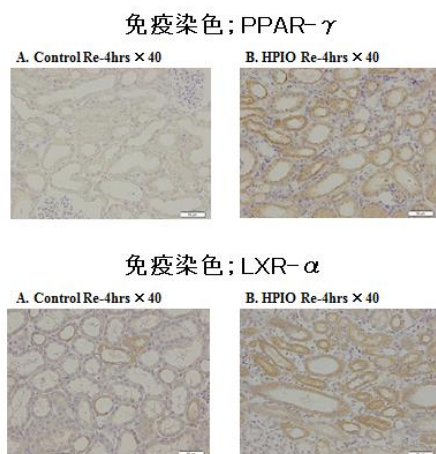 免疫染色；PPAR-γ
A. Control Re-4hrs × 40
B. HPIO Re-4hrs × 40
免疫染色；LXR-α
A. Control Re-4hrs × 40
B. HPIO Re-4hrs × 40